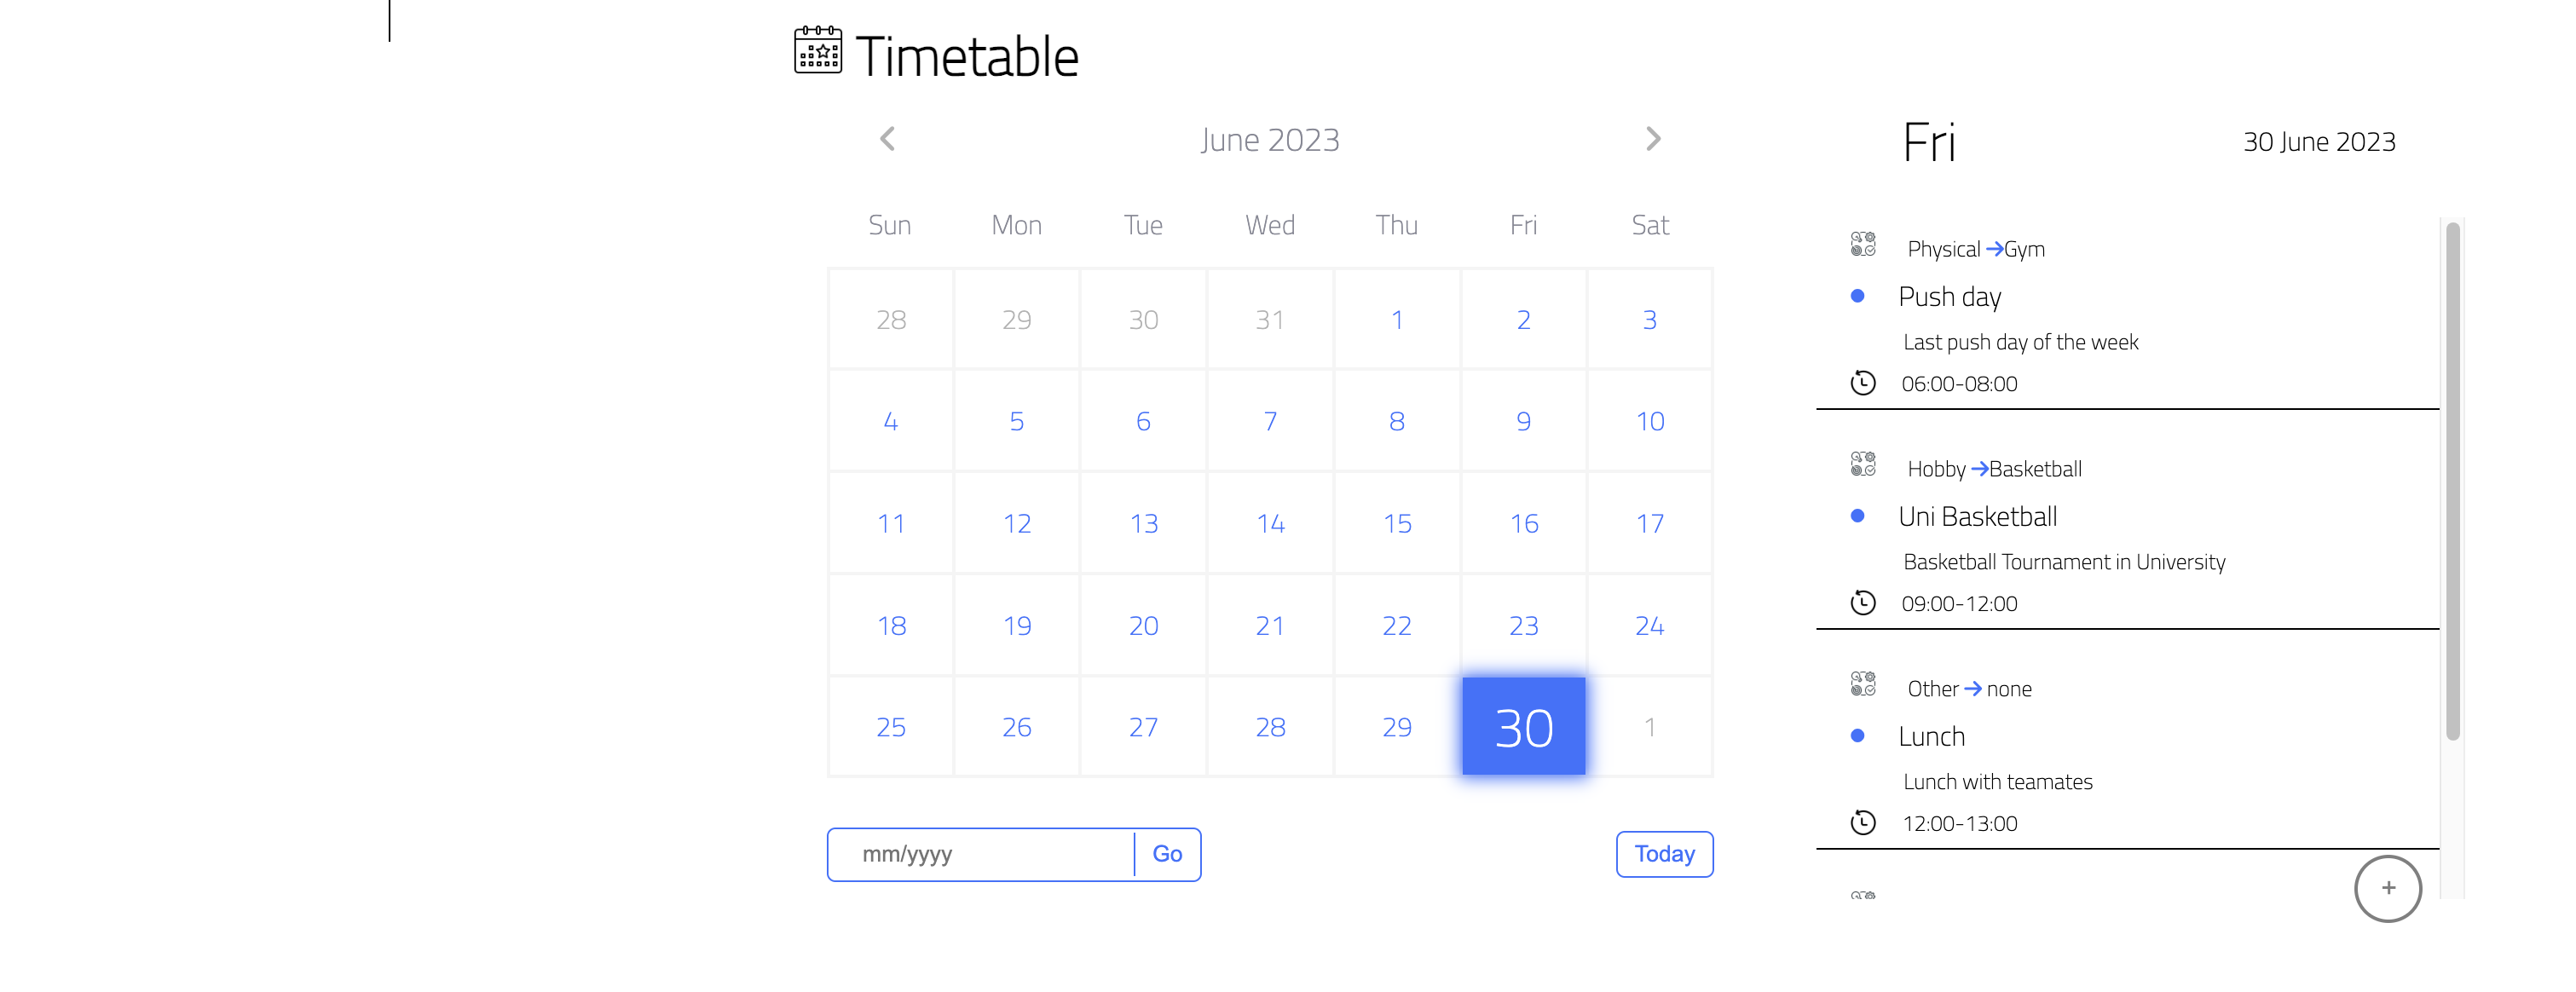 Timetable
June 2023
Sun Mon Tue Wed Thu Fri Sat
28 29 30 31 1 2 3
4 5 6 7 8 9 10
11 12 13 14 15 16 17
18 19 20 21 22 23 24
25 26 27 28 29 30 1
mm/yyyy Go Today
Fri 30 June 2023
Physical →Gym
Push day
Last push day of the week
06:00-08:00
Hobby →Basketball
Uni Basketball
Basketball Tournament in University
09:00-12:00
Other → none
Lunch
Lunch with teamates
12:00-13:00
+